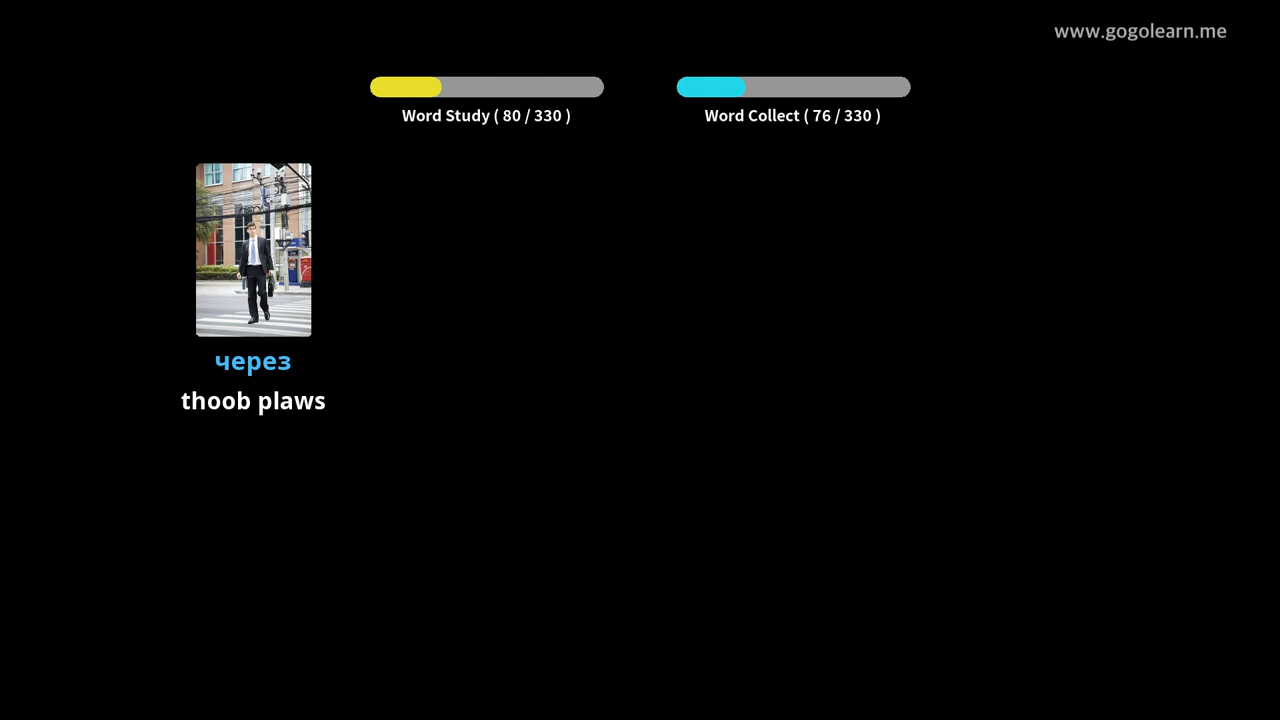 www.gogolearn.me
Word Study ( 80 / 330 )
Word Collect ( 76 / 330 )
через
thoob plaws